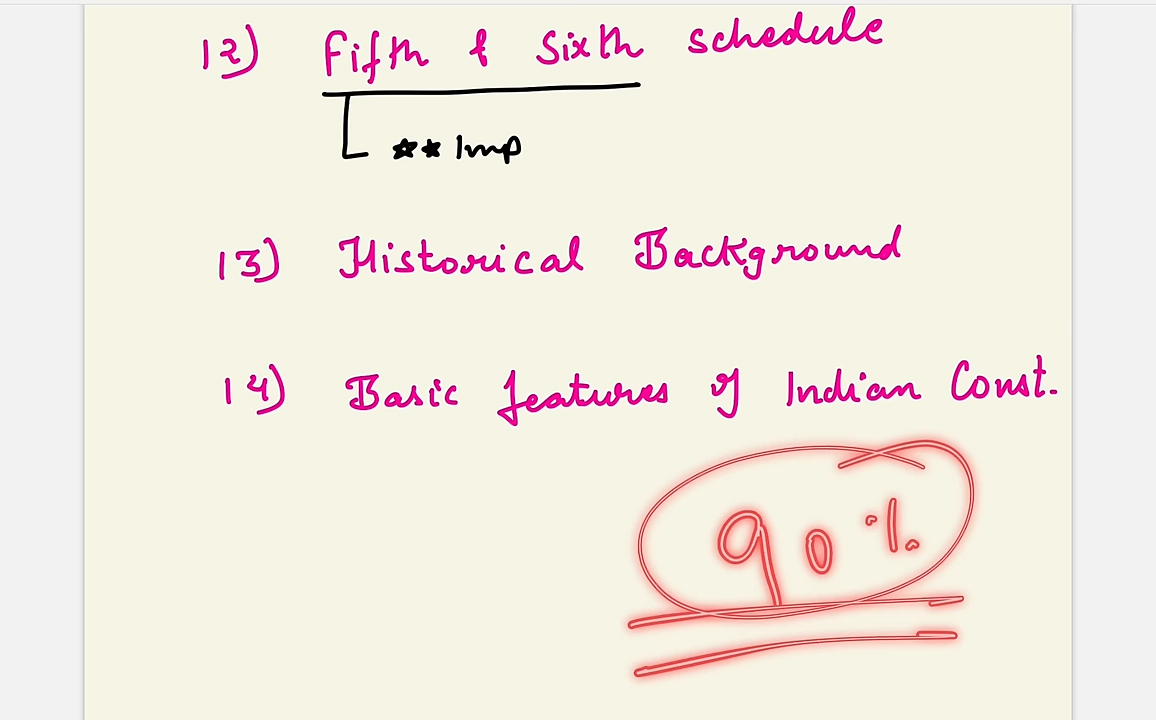 12) Fifth & Sixth schedule
** Imp
13) Historical Background
14) Basic features of Indian Const.
90%